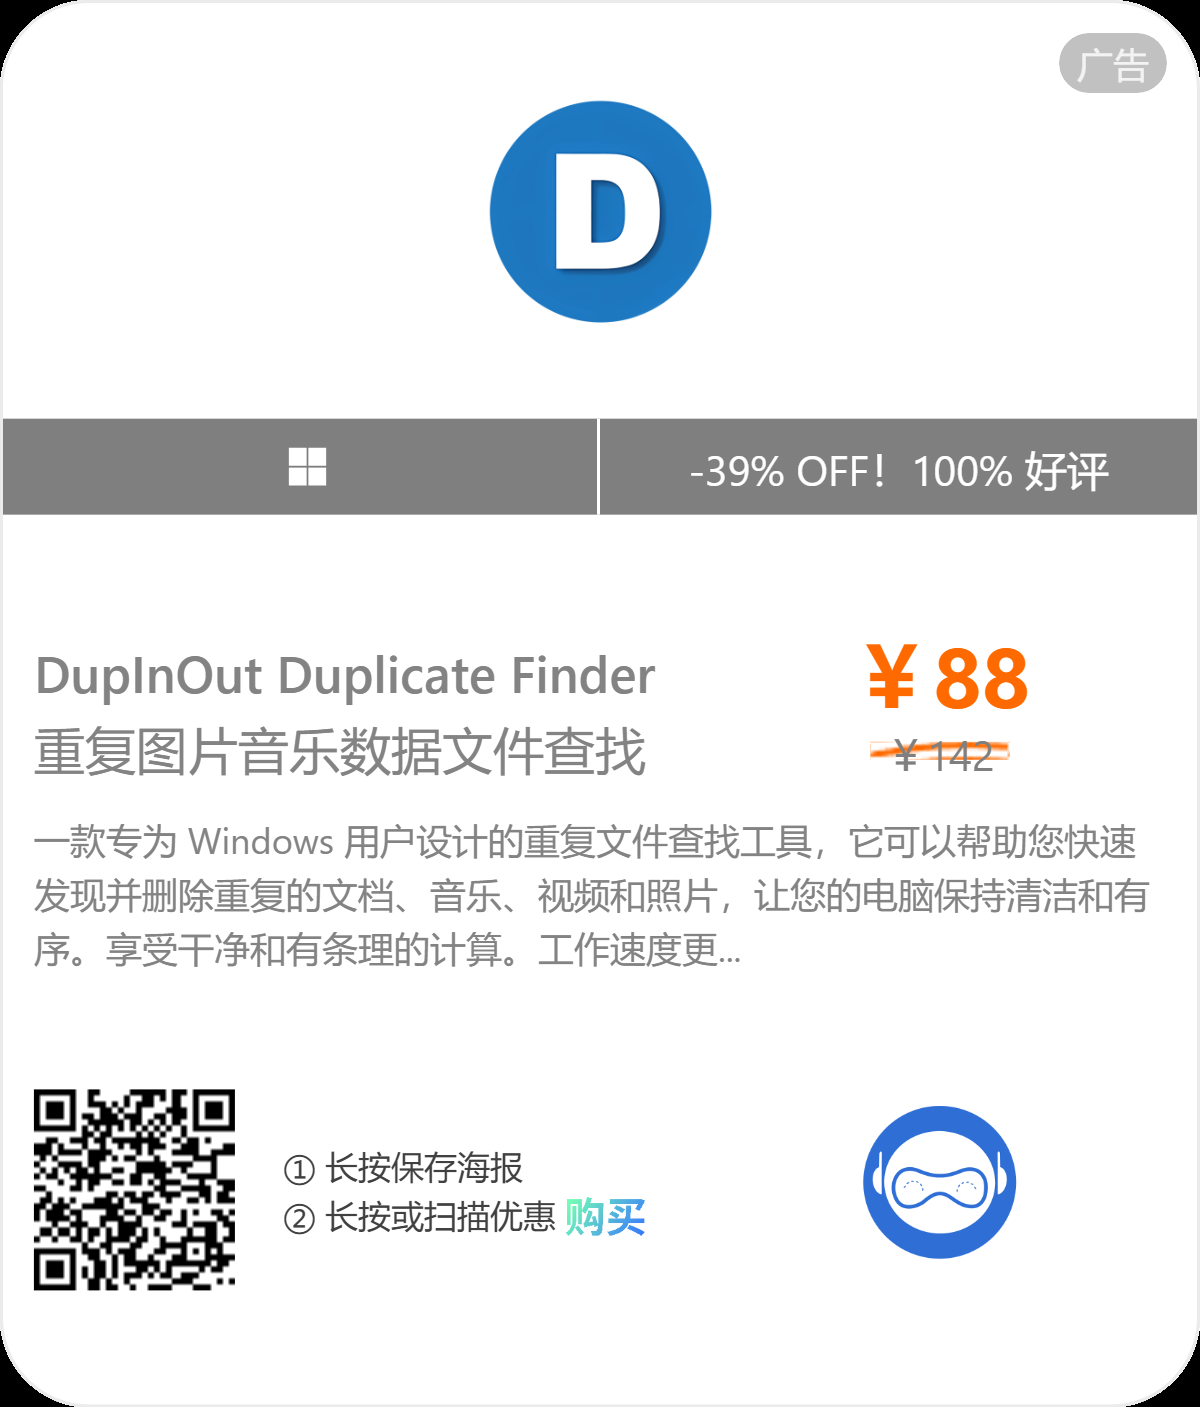 广告
D
-39% OFF！100% 好评
DupInOut Duplicate Finder
¥ 88
重复图片音乐数据文件查找
¥ 142
一款专为 Windows 用户设计的重复文件查找工具，它可以帮助您快速
发现并删除重复的文档、音乐、视频和照片，让您的电脑保持清洁和有
序。享受干净和有条理的计算。工作速度更...
① 长按保存海报
② 长按或扫描优惠 购买